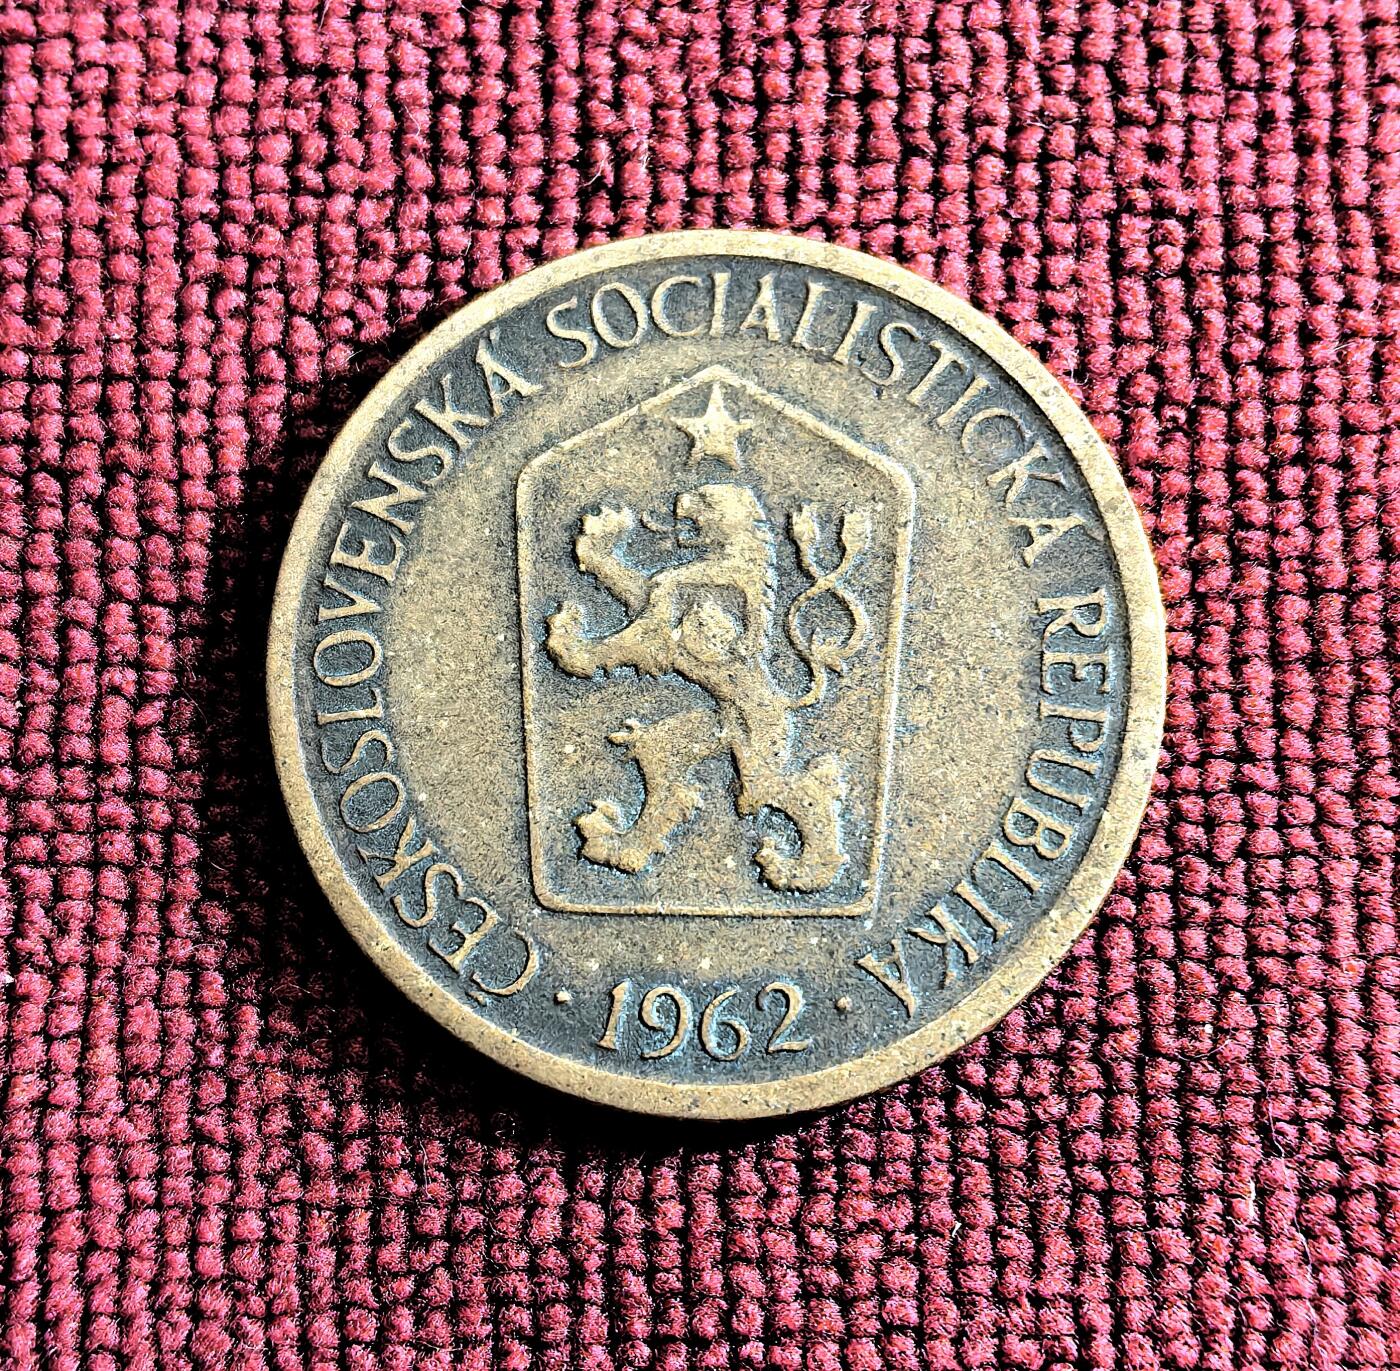 ČESKOSLOVENSKÁ SOCIALISTICKÁ REPUBLIKA
· 1962 ·